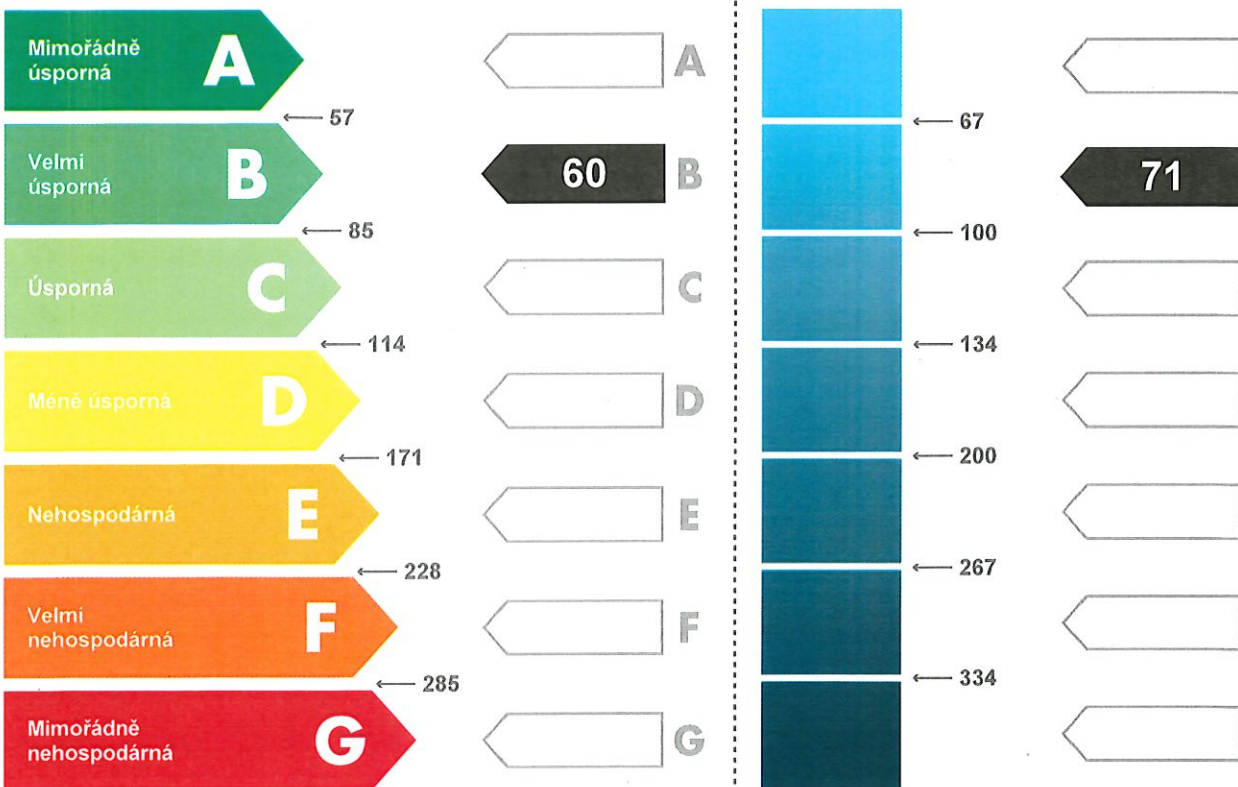 Mimořádně
úsporná
A
A
57
67
Velmi
úsporná
B
60
B
71
85
100
Úsporná
C
C
114
134
Méně úsporná
D
D
171
200
Nehospodárná
E
E
228
267
Velmi
nehospodárná
F
F
285
334
Mimořádně
nehospodárná
G
G